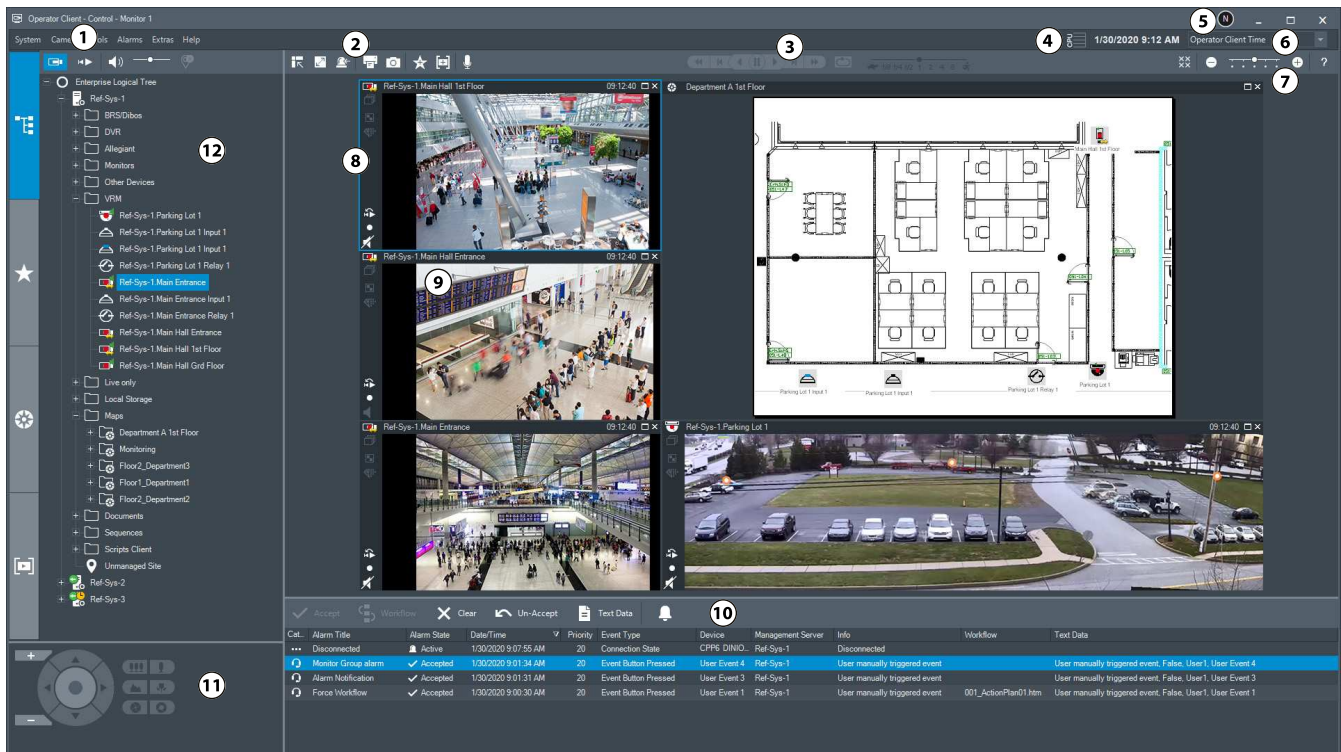 Operator Client - Control - Monitor 1
5
N
System Came 1 ols Alarms Extras Help
2
3
4
CPU
1/30/2020 9:12 AM
Operator Client Time
6
7
?
Enterprise Logical Tree
Ref-Sys-1
BRS/Dibos
DVR
Allegiant
12
Monitors
Other Devices
VRM
Ref-Sys-1.Parking Lot 1
Ref-Sys-1.Parking Lot 1 Input 1
Ref-Sys-1.Parking Lot 1 Input 1
Ref-Sys-1.Parking Lot 1 Relay 1
Ref-Sys-1.Main Entrance
Ref-Sys-1.Main Entrance Input 1
Ref-Sys-1.Main Entrance Relay 1
Ref-Sys-1.Main Hall Entrance
Ref-Sys-1.Main Hall 1st Floor
Ref-Sys-1.Main Hall Grd Floor
Live only
Local Storage
Maps
Department A 1st Floor
Monitoring
Floor2_Department3
Floor1_Department1
Floor2_Department2
Documents
Sequences
Scripts Client
Unmanaged Site
Ref-Sys-2
Ref-Sys-3
11
Ref-Sys-1.Main Hall 1st Floor 09:12:40
8
Department A 1st Floor
Main Hall 1st Floor
Parking Lot 1 Input 1
Parking Lot 1 Input 1
Parking Lot 1 Relay 1
Parking Lot 1
Ref-Sys-1.Main Hall Entrance 09:12:40
9
Ref-Sys-1.Main Entrance 09:12:40
Ref-Sys-1.Parking Lot 1 09:12:40
Accept Workflow Clear Un-Accept Text Data 10
Cat.. Alarm Title Alarm State Date/Time Priority Event Type Device Management Server Info Workflow Text Data
Disconnected Active 1/30/2020 9:07:55 AM 20 Connection State CPP6 DINIO... Ref-Sys-1 Disconnected
Monitor Group alarm Accepted 1/30/2020 9:01:34 AM 20 Event Button Pressed User Event 4 Ref-Sys-1 User manually triggered event User manually triggered event, False, User1, User Event 4
Alarm Notification Accepted 1/30/2020 9:01:31 AM 20 Event Button Pressed User Event 3 Ref-Sys-1 User manually triggered event User manually triggered event, False, User1, User Event 3
Force Workflow Accepted 1/30/2020 9:00:30 AM 20 Event Button Pressed User Event 1 Ref-Sys-1 User manually triggered event 001_ActionPlan01.htm User manually triggered event, False, User1, User Event 1